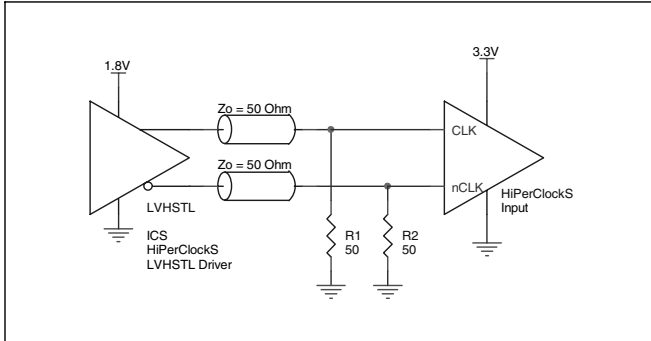 1.8V
3.3V
Zo = 50 Ohm
CLK
Zo = 50 Ohm
nCLK
HiPerClockS
Input
LVHSTL
ICS
HiPerClockS
LVHSTL Driver
R1
50
R2
50